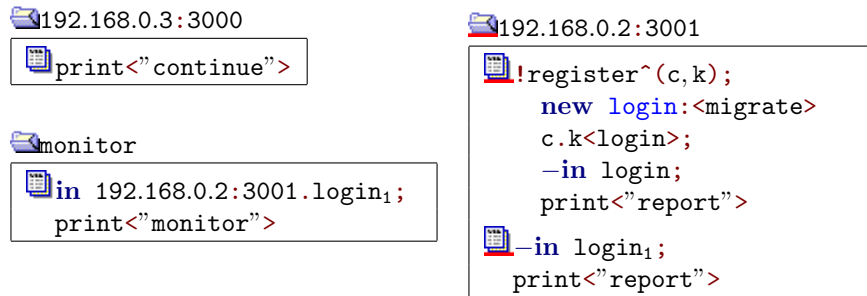 192.168.0.3:3000
print<”continue”>
monitor
in 192.168.0.2:3001.login₁;
print<”monitor”>
192.168.0.2:3001
!register^(c,k);
new login:<migrate>
c.k<login>;
−in login;
print<”report”>
−in login₁;
print<”report”>